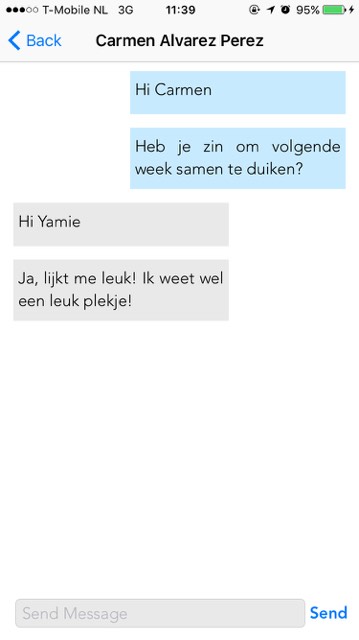 T-Mobile NL 3G 11:39 95%
Back Carmen Alvarez Perez
Hi Carmen
Heb je zin om volgende
week samen te duiken?
Hi Yamie
Ja, lijkt me leuk! Ik weet wel
een leuk plekje!
Send Message Send